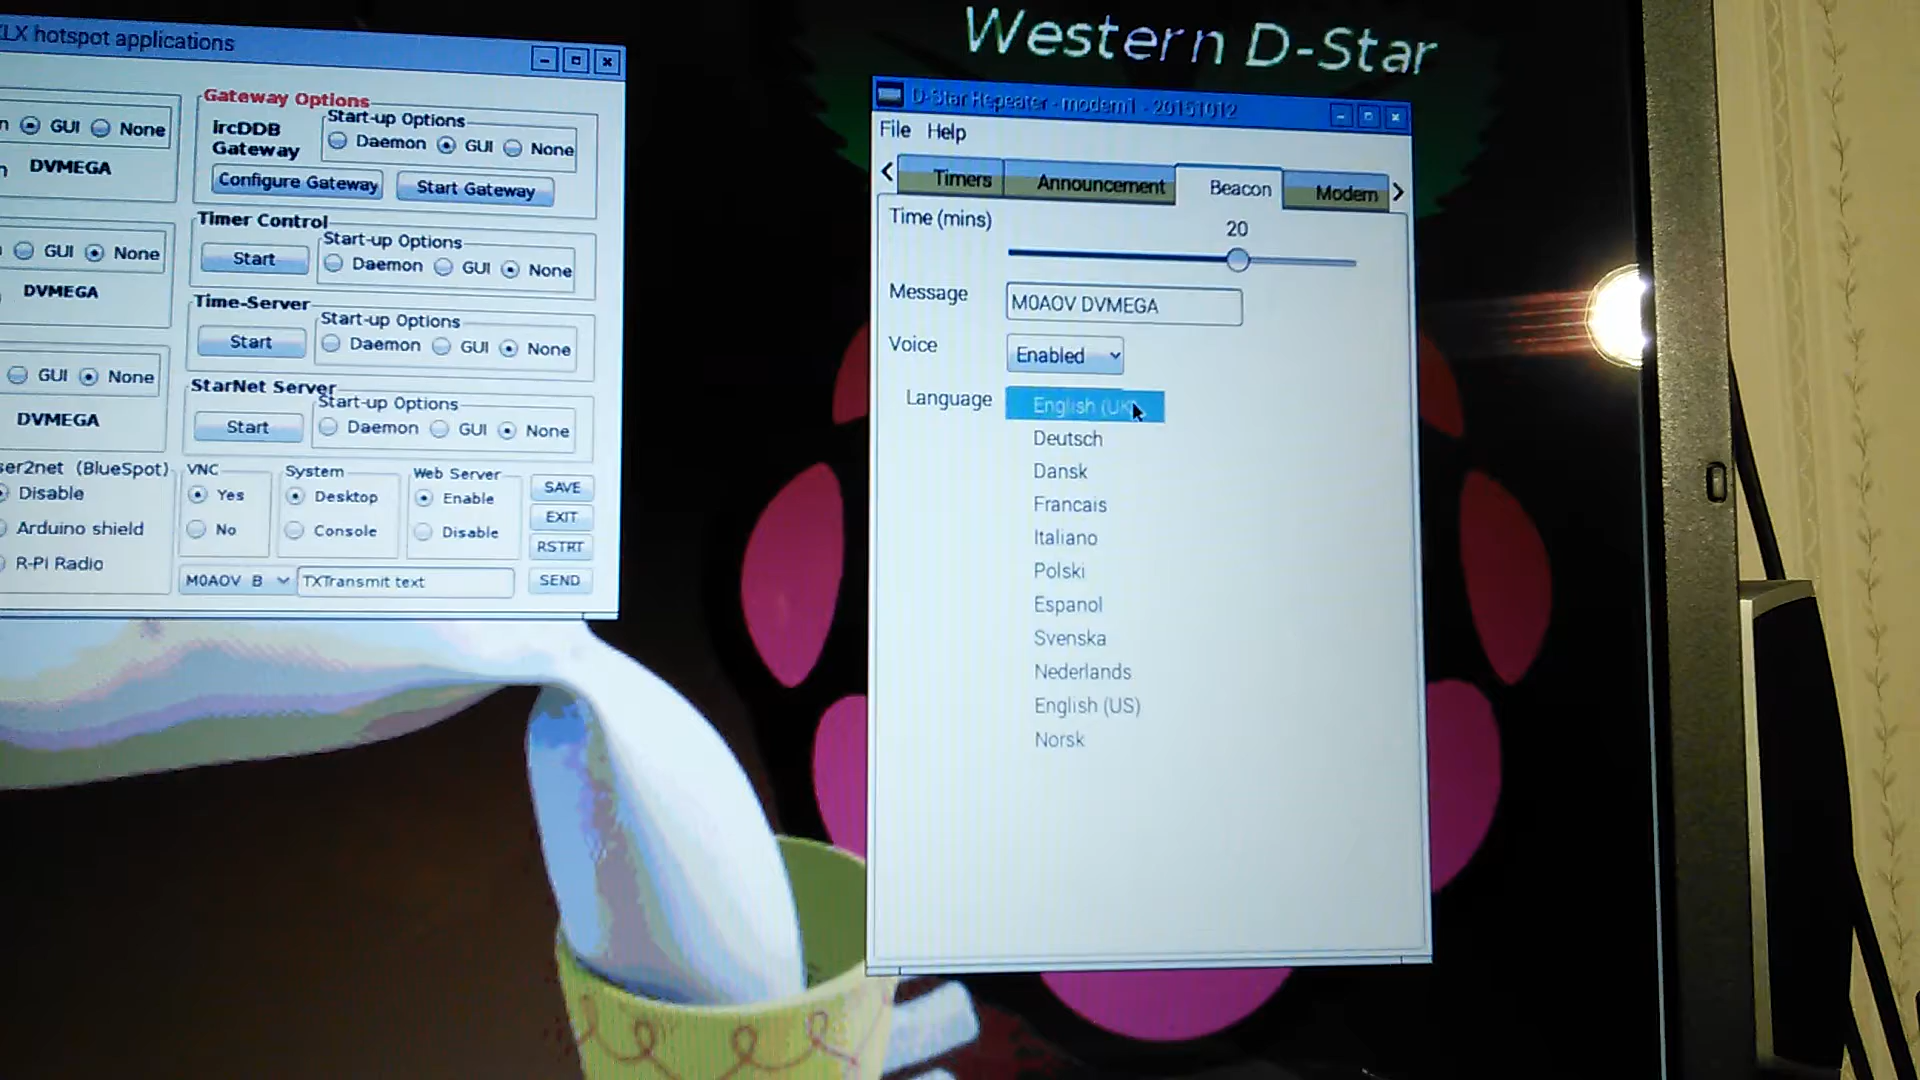 Western D-Star
LX hotspot applications
GUI None
DVMEGA
GUI None
DVMEGA
GUI None
DVMEGA
ser2net (BlueSpot)
Disable
Arduino shield
R-PI Radio
Gateway Options
ircDDB Gateway
Start-up Options
Daemon GUI None
Configure Gateway Start Gateway
Timer Control
Start-up Options
Start Daemon GUI None
Time-Server
Start-up Options
Start Daemon GUI None
StarNet Server
Start-up Options
Start Daemon GUI None
VNC
Yes
No
System
Desktop
Console
Web Server
Enable
Disable
SAVE
EXIT
RSTRT
M0AOV B TXTransmit text SEND
D-Star Repeater - modem1 - 20151012
File Help
Timers Announcement Beacon Modem
Time (mins) 20
Message M0AOV DVMEGA
Voice Enabled
Language English (UK)
Deutsch
Dansk
Francais
Italiano
Polski
Espanol
Svenska
Nederlands
English (US)
Norsk